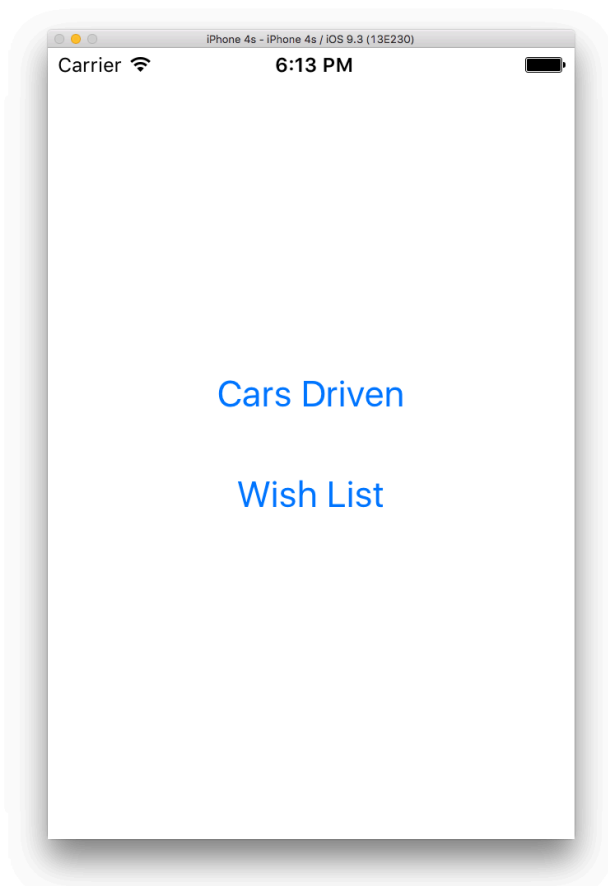 iPhone 4s - iPhone 4s / iOS 9.3 (13E230)
Carrier 6:13 PM
Cars Driven
Wish List